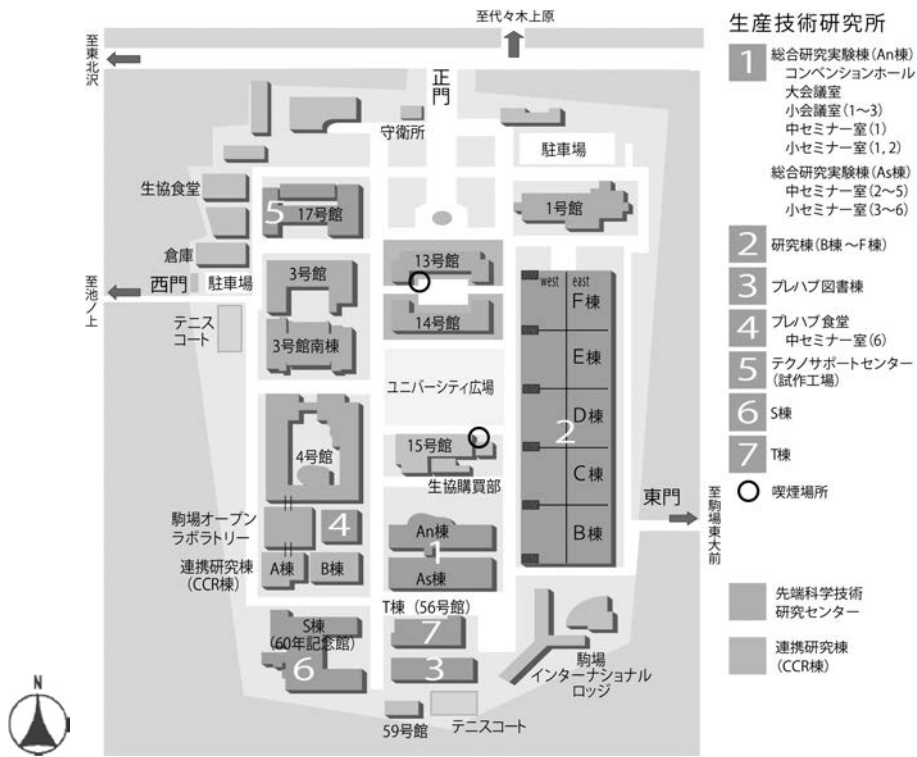 至代々木上原
至東北沢
正門
守衛所
駐車場
生協食堂
5
17号館
1号館
倉庫
西門
駐車場
至池ノ上
3号館
13号館
14号館
west
east
F棟
テニス
コート
3号館南棟
E棟
ユニバーシティ広場
D棟
2
4号館
15号館
生協購買部
C棟
東門
至駒場東大前
駒場オープン
ラボラトリー
4
An棟
1
As棟
B棟
連携研究棟
(CCR棟)
A棟
B棟
T棟(56号館)
S棟
(60年記念館)
7
6
3
駒場
インターナショナル
ロッジ
59号館
テニスコート
N
生産技術研究所
1
総合研究実験棟(An棟)
コンベンションホール
大会議室
小会議室(1〜3)
中セミナー室(1)
小セミナー室(1, 2)
総合研究実験棟(As棟)
中セミナー室(2〜5)
小セミナー室(3〜6)
2 研究棟(B棟〜F棟)
3 プレハブ図書棟
4 プレハブ食堂
中セミナー室(6)
5 テクノサポートセンター
(試作工場)
6 S棟
7 T棟
喫煙場所
先端科学技術
研究センター
連携研究棟
(CCR棟)